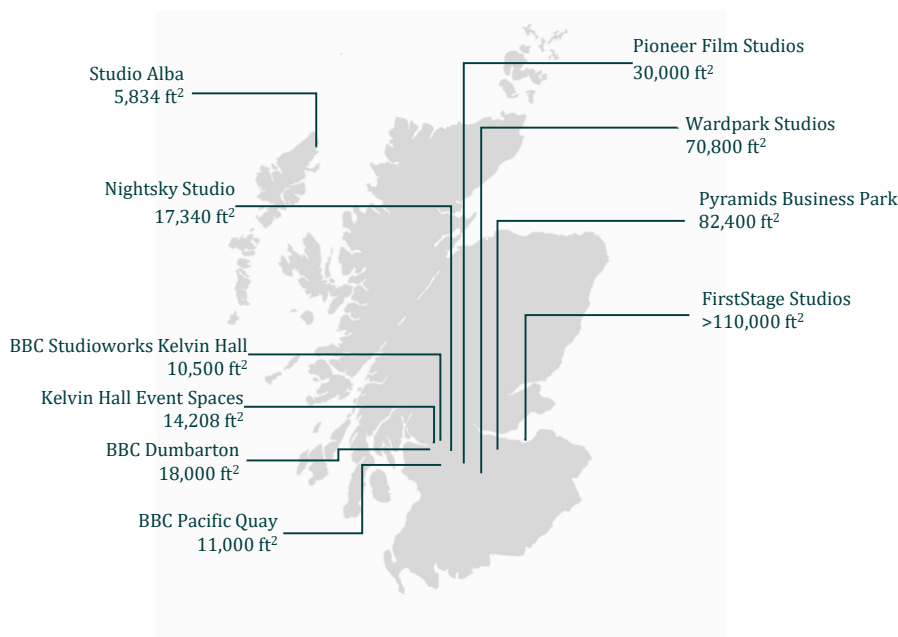 Studio Alba
5,834 ft²
Nightsky Studio
17,340 ft²
BBC Studioworks Kelvin Hall
10,500 ft²
Kelvin Hall Event Spaces
14,208 ft²
BBC Dumbarton
18,000 ft²
BBC Pacific Quay
11,000 ft²
Pioneer Film Studios
30,000 ft²
Wardpark Studios
70,800 ft²
Pyramids Business Park
82,400 ft²
FirstStage Studios
>110,000 ft²